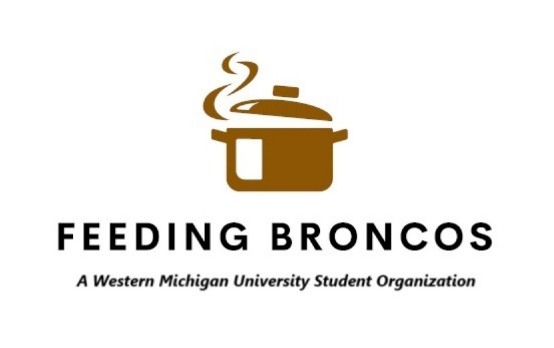 FEEDING BRONCOS
A Western Michigan University Student Organization